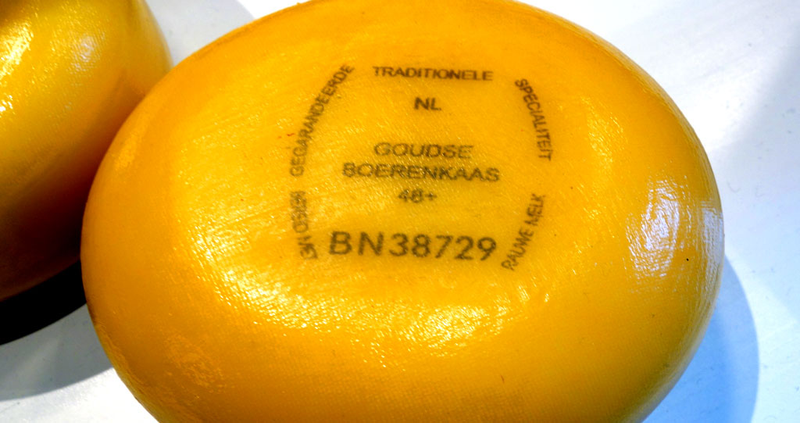 GEGARANDEERDE
TRADITIONELE
SPECIALITEIT
NL
GOUDSE
BOERENKAAS
48+
RAUWE MELK
BN38729